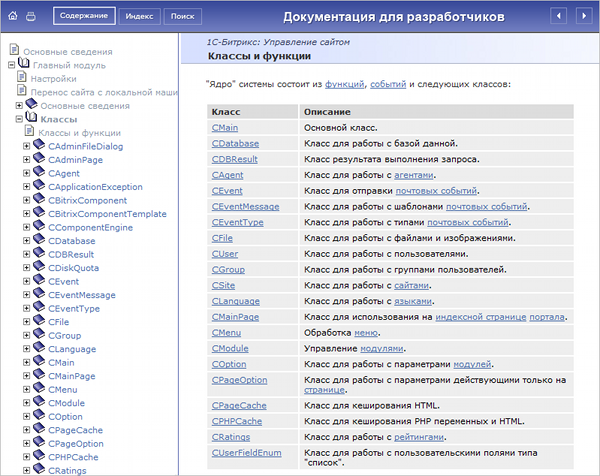 Содержание Индекс Поиск Документация для разработчиков
Основные сведения
Главный модуль
Настройки
Перенос сайта с локальной маши
Основные сведения
Классы
Классы и функции
CAdminFileDialog
CAdminPage
CAgent
CApplicationException
CBitrixComponent
CBitrixComponentTemplate
CComponentEngine
CDatabase
CDBResult
CDiskQuota
CEvent
CEventMessage
CEventType
CFile
CGroup
CLanguage
CMain
CMainPage
CMenu
CModule
COption
CPageCache
CPageOption
CPHPCache
CRatings
1С-Битрикс: Управление сайтом
Классы и функции
"Ядро" системы состоит из функций, событий и следующих классов:
Класс Описание
CMain Основной класс.
CDatabase Класс для работы с базой данной.
CDBResult Класс результата выполнения запроса.
CAgent Класс для работы с агентами.
CEvent Класс для отправки почтовых событий.
CEventMessage Класс для работы с шаблонами почтовых событий.
CEventType Класс для работы с типами почтовых событий.
CFile Класс для работы с файлами и изображениями.
CUser Класс для работы с пользователями.
CGroup Класс для работы с группами пользователей.
CSite Класс для работы с сайтами.
CLanguage Класс для работы с языками.
CMainPage Класс для использования на индексной странице портала.
CMenu Обработка меню.
CModule Управление модулями.
COption Класс для работы с параметрами модулей.
CPageOption Класс для работы с параметрами действующими только на
странице.
CPageCache Класс для кеширования HTML.
CPHPCache Класс для кеширования PHP переменных и HTML.
CRatings Класс для работы с рейтингами.
CUserFieldEnum Класс для работы с пользовательскими полями типа
"список".